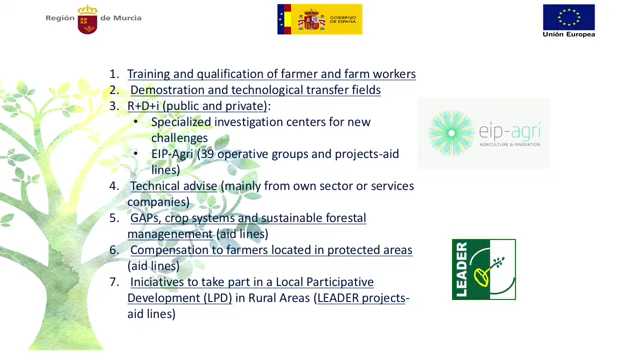 Región de Murcia
GOBIERNO
DE ESPAÑA
Unión Europea
1. Training and qualification of farmer and farm workers
2. Demostration and technological transfer fields
3. R+D+i (public and private):
• Specialized investigation centers for new
challenges
• EIP-Agri (39 operative groups and projects-aid
lines)
4. Technical advise (mainly from own sector or services
companies)
5. GAPs, crop systems and sustainable forestal
managenement (aid lines)
6. Compensation to farmers located in protected areas
(aid lines)
7. Iniciatives to take part in a Local Participative
Development (LPD) in Rural Areas (LEADER projects-
aid lines)
eip-agri
AGRICULTURE & INNOVATION
LEADER